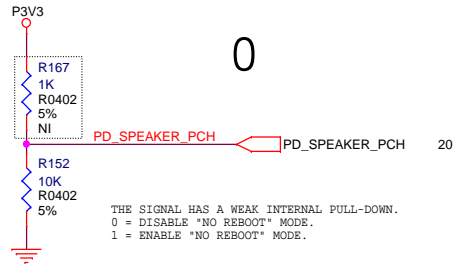 P3V3
0
R167
1K
R0402
5%
NI
PD_SPEAKER_PCH
PD_SPEAKER_PCH 20
R152
10K
R0402
5%
THE SIGNAL HAS A WEAK INTERNAL PULL-DOWN.
0 = DISABLE "NO REBOOT" MODE.
1 = ENABLE "NO REBOOT" MODE.